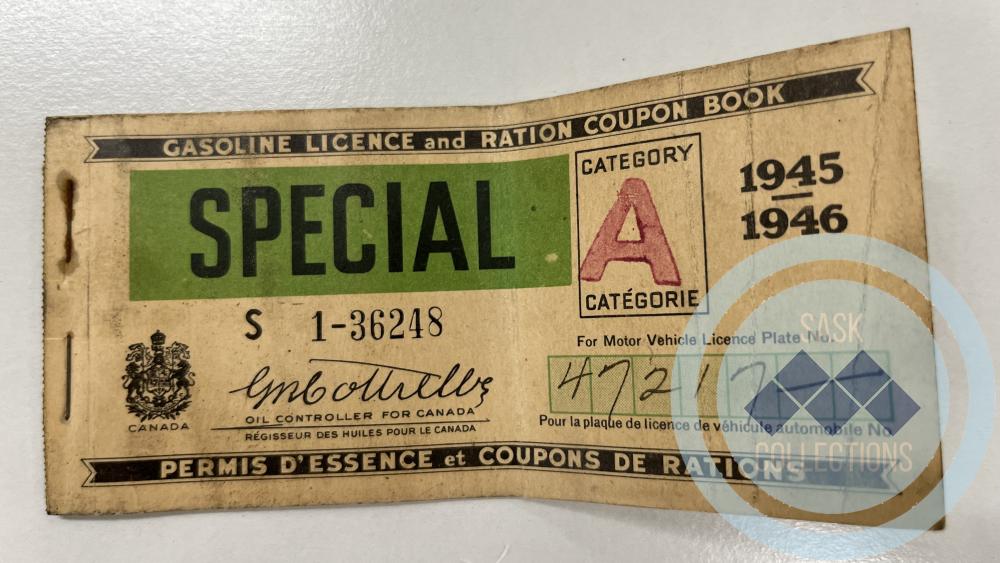 GASOLINE LICENCE and RATION COUPON BOOK
SPECIAL
CATEGORY
A
CATÉGORIE
1945
1946
S 1-36248
CANADA
OIL CONTROLLER FOR CANADA
RÉGISSEUR DES HUILES POUR LE CANADA
For Motor Vehicle Licence Plate No.
47217
Pour la plaque de licence de véhicule automobile No
PERMIS D'ESSENCE et COUPONS DE RATIONS
SASK
COLLECTIONS